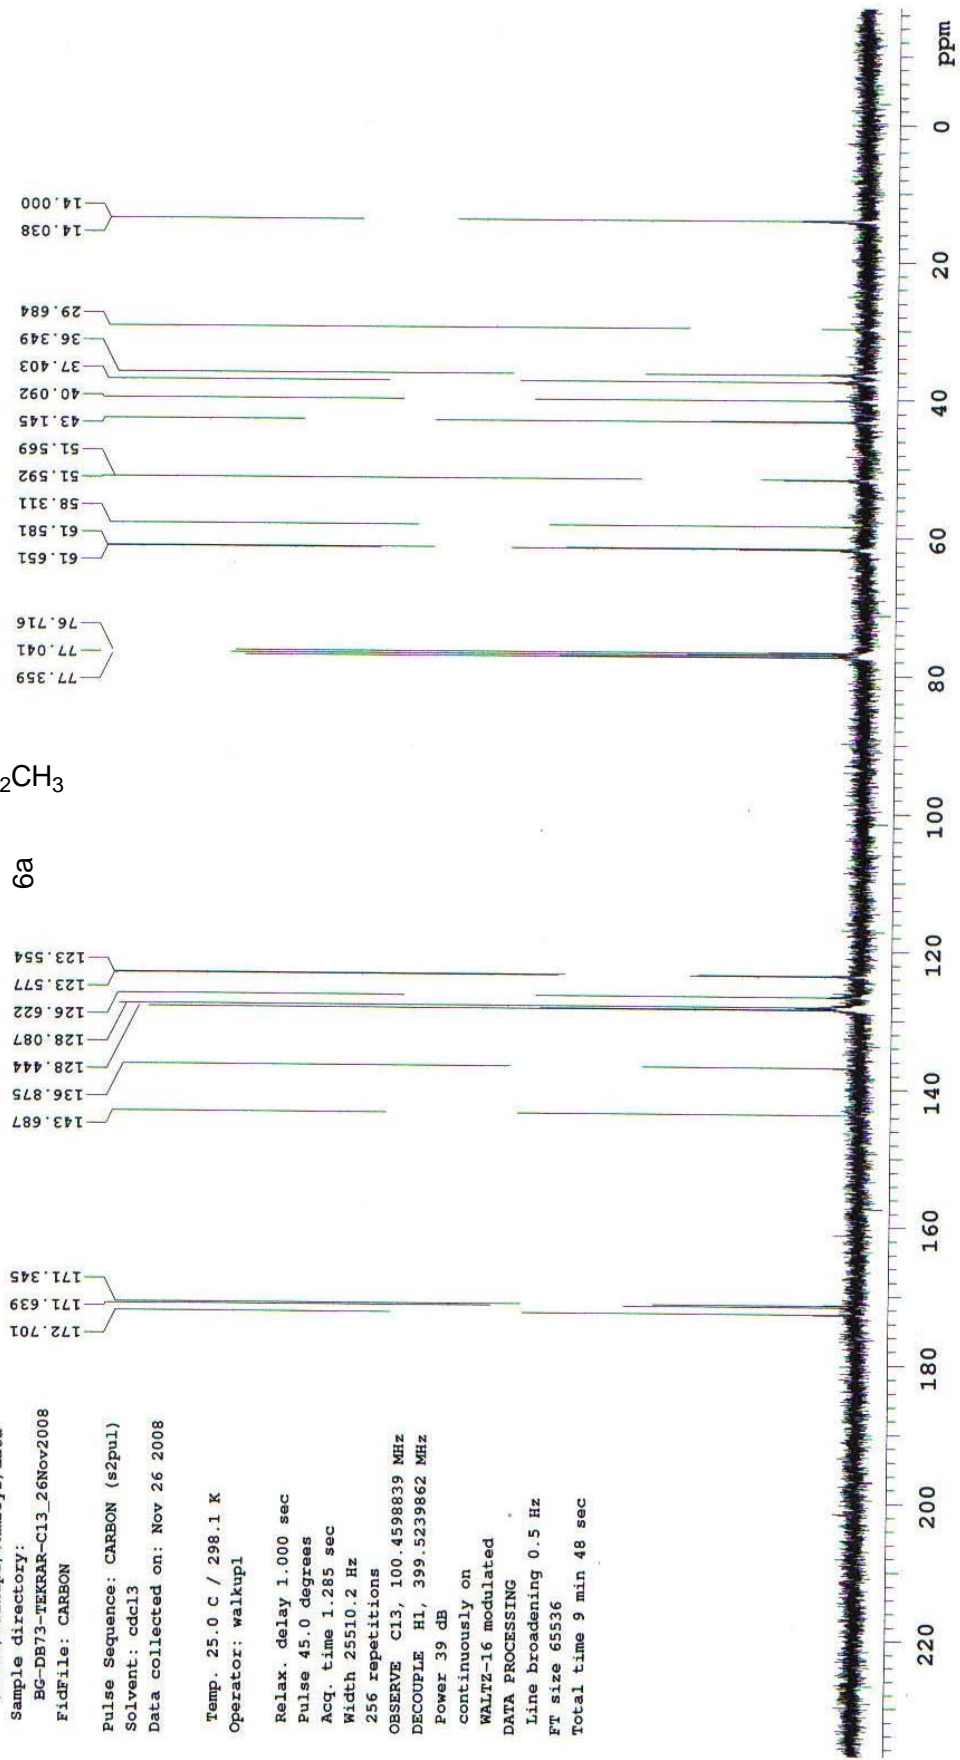 Sample directory:
BG-DB73-TEKRAR-C13_26Nov2008
FidFile: CARBON
Pulse Sequence: CARBON (s2pul)
Solvent: cdcl3
Data collected on: Nov 26 2008
Temp. 25.0 C / 298.1 K
Operator: walkup1
Relax. delay 1.000 sec
Pulse 45.0 degrees
Acq. time 1.285 sec
Width 25510.2 Hz
256 repetitions
OBSERVE C13, 100.4598839 MHz
DECOUPLE H1, 399.5239862 MHz
Power 39 dB
continuously on
WALTZ-16 modulated
DATA PROCESSING
Line broadening 0.5 Hz
FT size 65536
Total time 9 min 48 sec
172.701
171.639
171.345
143.687
136.875
128.444
128.087
126.622
123.577
123.554
6a
2CH3
77.359
77.041
76.716
61.651
61.581
58.311
51.592
51.569
43.145
40.092
37.403
36.349
29.684
14.038
14.000
220 200 180 160 140 120 100 80 60 40 20 0 ppm